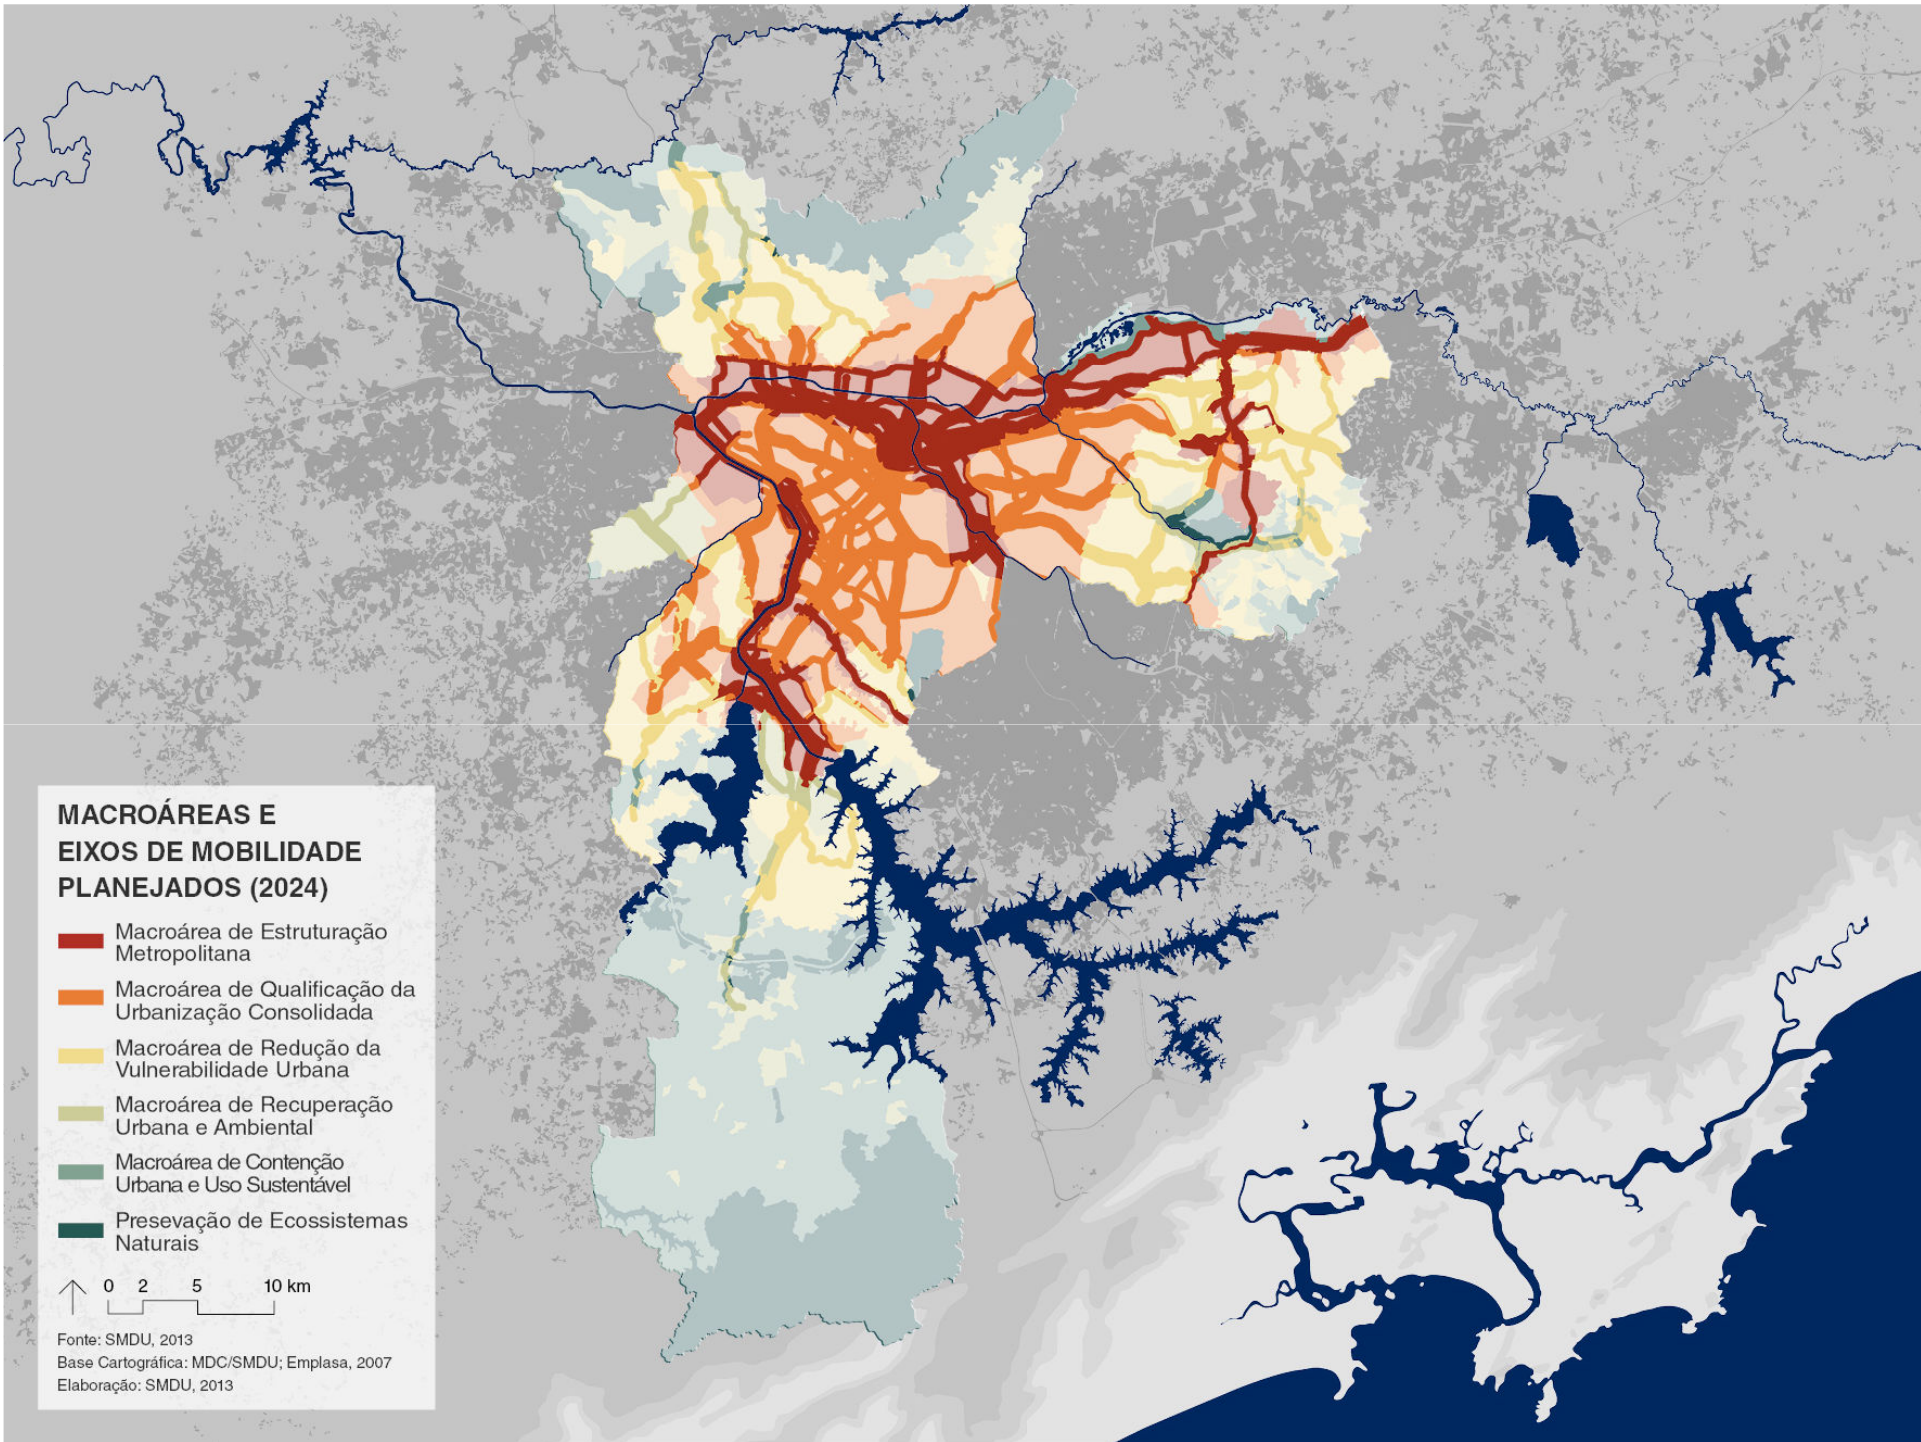 MACROÁREAS E
EIXOS DE MOBILIDADE
PLANEJADOS (2024)
Macroárea de Estruturação
Metropolitana
Macroárea de Qualificação da
Urbanização Consolidada
Macroárea de Redução da
Vulnerabilidade Urbana
Macroárea de Recuperação
Urbana e Ambiental
Macroárea de Contenção
Urbana e Uso Sustentável
Presevação de Ecossistemas
Naturais
0 2 5 10 km
Fonte: SMDU, 2013
Base Cartográfica: MDC/SMDU; Emplasa, 2007
Elaboração: SMDU, 2013